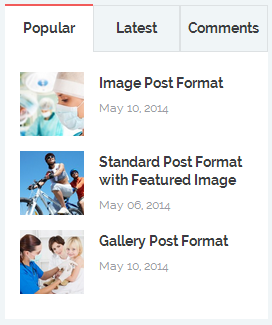 Popular Latest Comments
Image Post Format
May 10, 2014
Standard Post Format
with Featured Image
May 06, 2014
Gallery Post Format
May 10, 2014